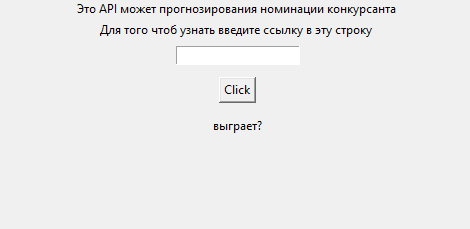 Это API может прогнозирования номинации конкурсанта
Для того чтоб узнать введите ссылку в эту строку
Click
выграет?